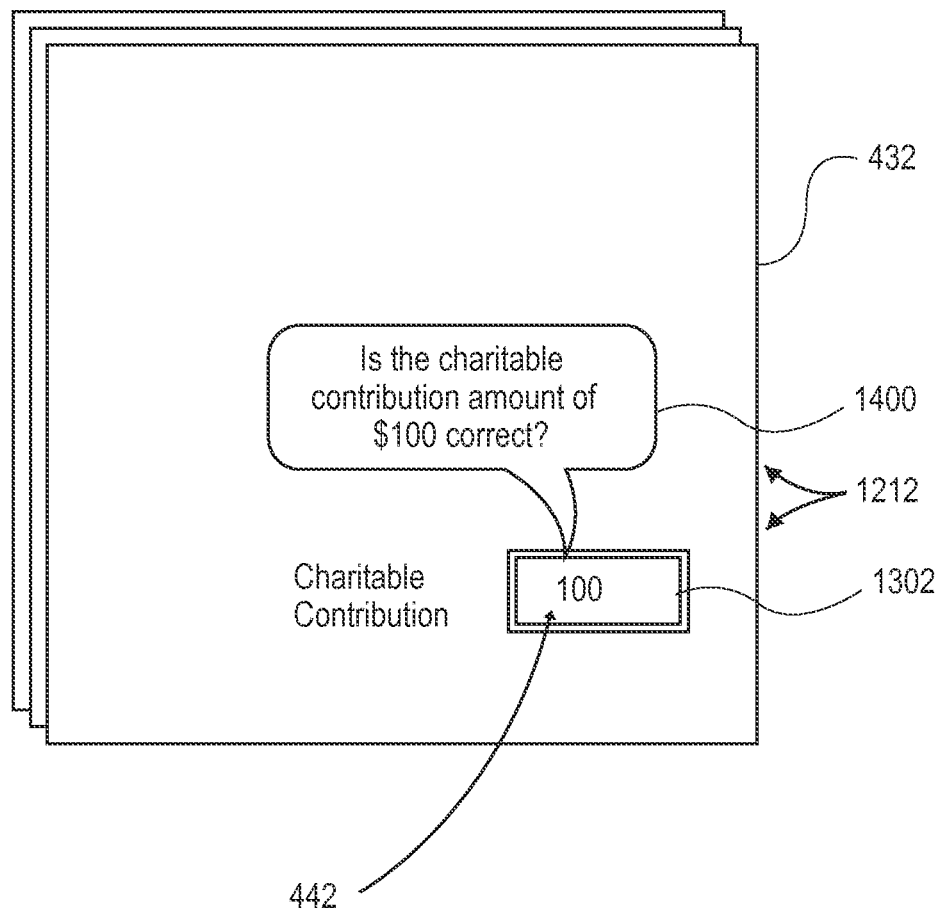 432
Is the charitable
contribution amount of
$100 correct?
1400
1212
Charitable
Contribution
100
1302
442